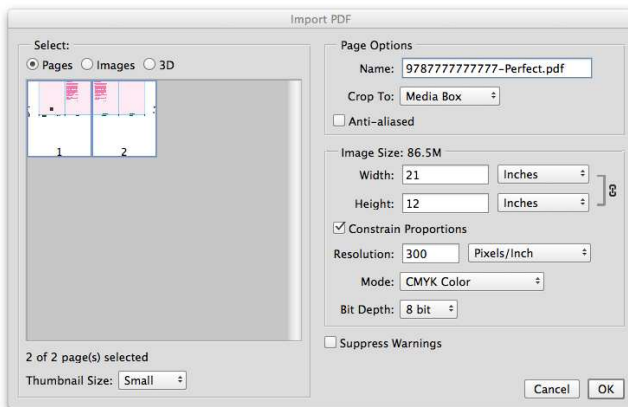 Import PDF
Select:
Pages Images 3D
1 2
2 of 2 page(s) selected
Thumbnail Size: Small
Page Options
Name: 9787777777777-Perfect.pdf
Crop To: Media Box
Anti-aliased
Image Size: 86.5M
Width: 21 Inches
Height: 12 Inches
Constrain Proportions
Resolution: 300 Pixels/Inch
Mode: CMYK Color
Bit Depth: 8 bit
Suppress Warnings
Cancel OK